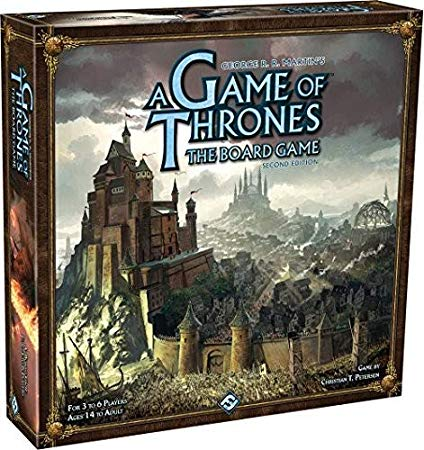 GEORGE R. R. MARTIN'S
A GAME OF
THRONES
THE BOARD GAME
SECOND EDITION
FOR 3 TO 6 PLAYERS
AGES 14 TO ADULT
GAME BY
CHRISTIAN T. PETERSEN
A GAME OF
THRONES
THE BOARD GAME